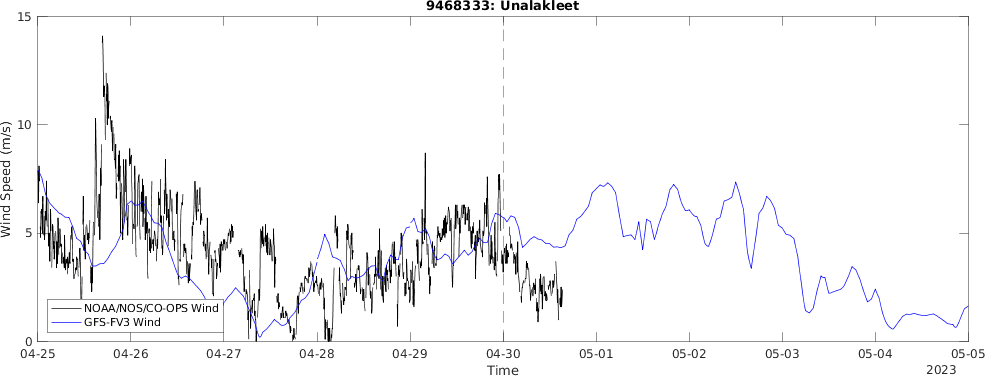 9468333: Unalakleet
15
10
5
0
Wind Speed (m/s)
NOAA/NOS/CO-OPS Wind
GFS-FV3 Wind
04-25 04-26 04-27 04-28 04-29 04-30 05-01 05-02 05-03 05-04 05-05
Time 2023